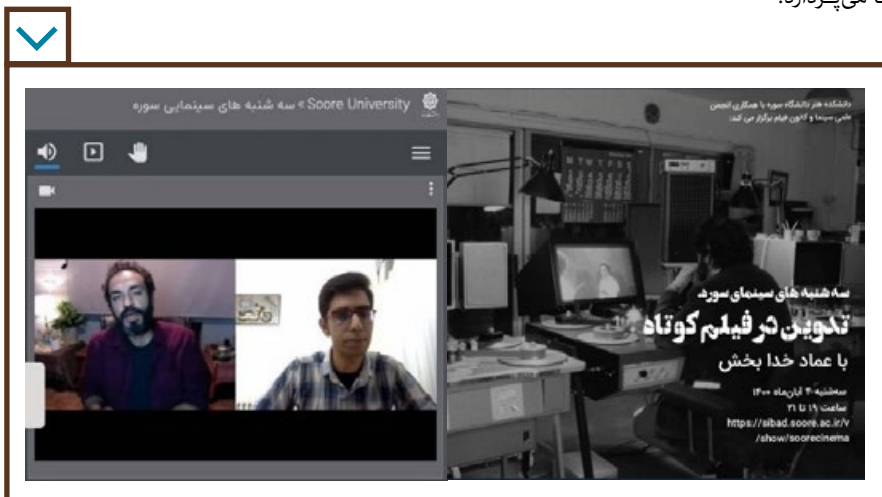 می‌پردازد.
Soore University » سه شنبه های سینمایی سوره
دانشکده هنر دانشگاه سوره با همکاری انجمن
علمی سینما و کانون فیلم برگزار می کند:
سه شنبه های سینمای سوره
تدوین در فیلم کوتاه
با عماد خدا بخش
سه‌شنبه ۴ آبان‌ماه ۱۴۰۰
ساعت ۱۹ تا ۲۱
https://sibad.soore.ac.ir/v
/show/soorecinema